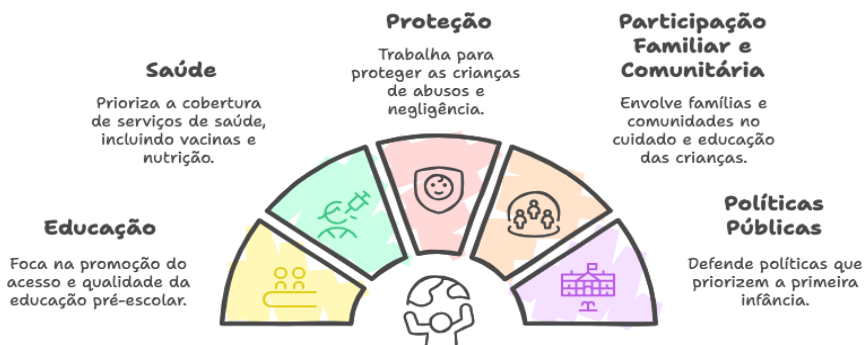 Educação
Foca na promoção do
acesso e qualidade da
educação pré-escolar.
Saúde
Prioriza a cobertura
de serviços de saúde,
incluindo vacinas e
nutrição.
Proteção
Trabalha para
proteger as crianças
de abusos e
negligência.
Participação
Familiar e
Comunitária
Envolve famílias e
comunidades no
cuidado e educação
das crianças.
Políticas
Públicas
Defende políticas que
priorizem a primeira
infância.